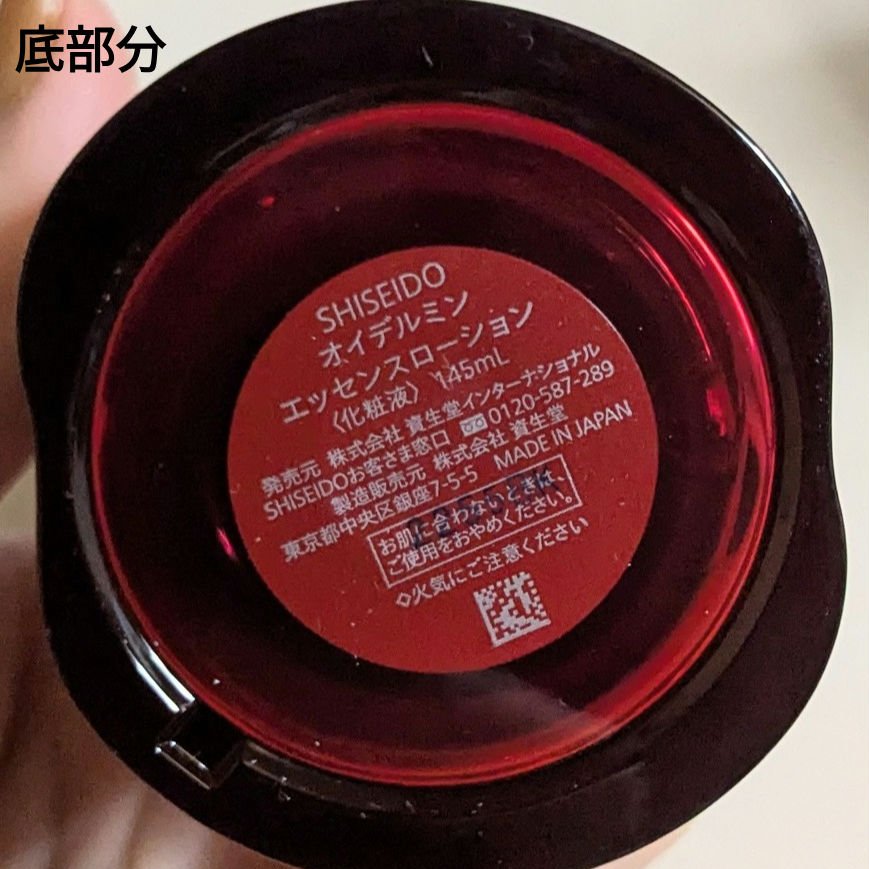 底部分
SHISEIDO
オイデルミン
エッセンスローション
〈化粧液〉 145mL
発売元 株式会社 資生堂インターナショナル
SHISEIDOお客さま窓口 0120-587-289
製造販売元 株式会社 資生堂
東京都中央区銀座7-5-5 MADE IN JAPAN
お肌に合わないときは
ご使用をおやめください。
◇火気にご注意ください